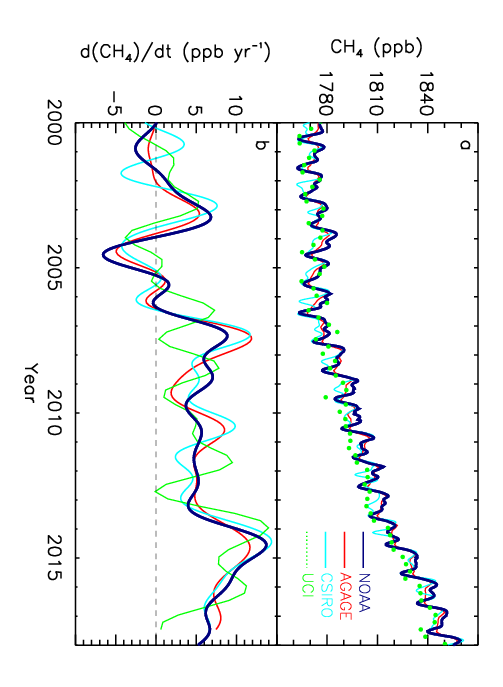 a
CH₄ (ppb)
1840
1810
1780
NOAA
AGAGE
CSIRO
UCI
b
d(CH₄)/dt (ppb yr⁻¹)
10
5
0
-5
2000
2005
2010
2015
Year